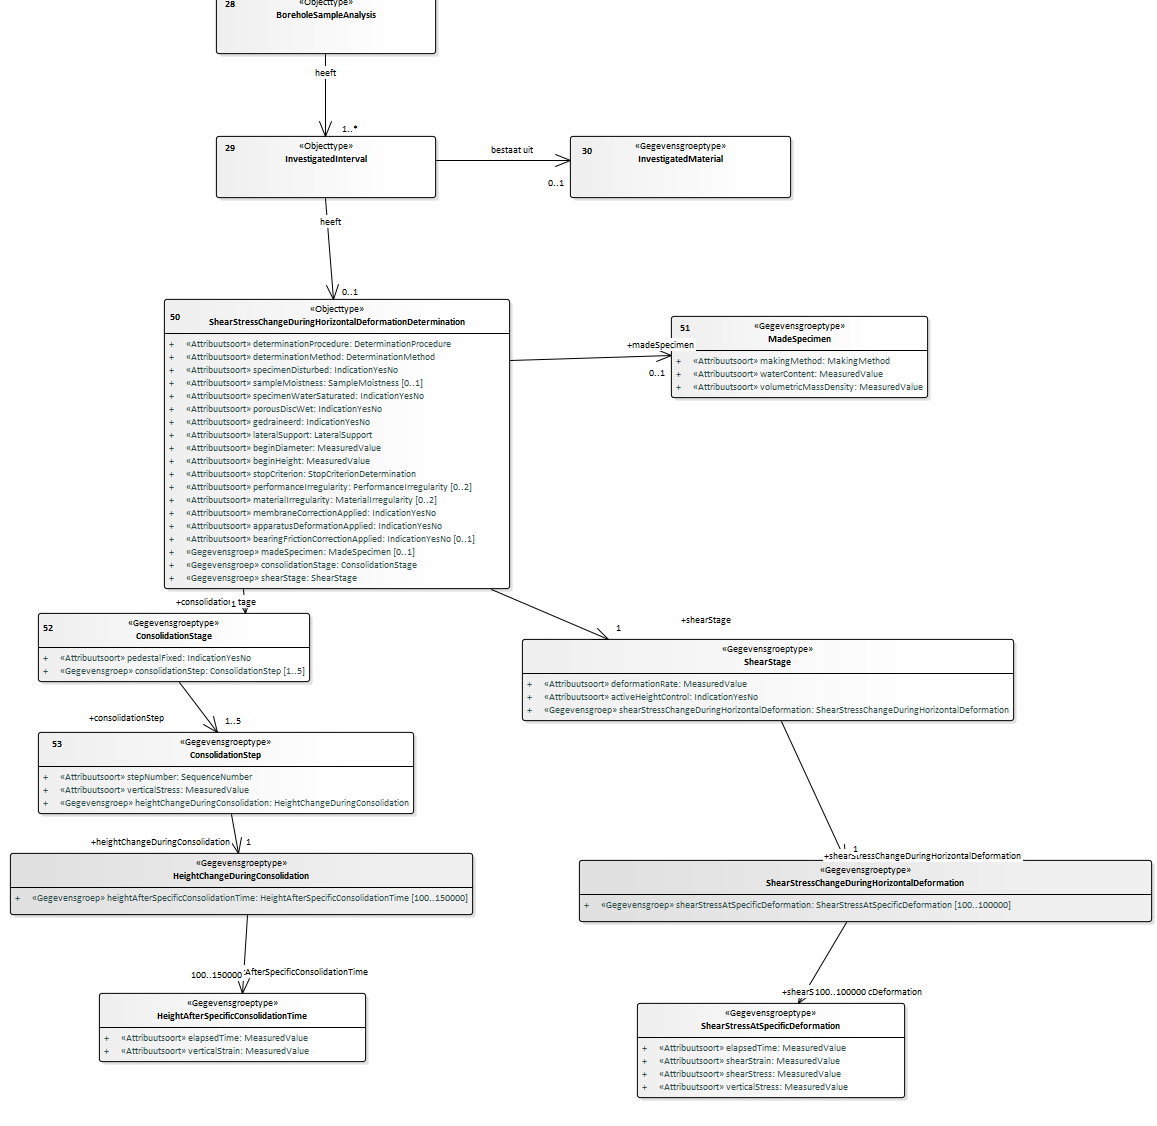 28
«Objecttype»
BoreholeSampleAnalysis
heeft
1..*
29
«Objecttype»
InvestigatedInterval
bestaat uit
0..1
30
«Gegevensgroeptype»
InvestigatedMaterial
heeft
0..1
50
«Objecttype»
ShearStressChangeDuringHorizontalDeformationDetermination
+ «Attribuutsoort» determinationProcedure: DeterminationProcedure
+ «Attribuutsoort» determinationMethod: DeterminationMethod
+ «Attribuutsoort» specimenDisturbed: IndicationYesNo
+ «Attribuutsoort» sampleMoistness: SampleMoistness [0..1]
+ «Attribuutsoort» specimenWaterSaturated: IndicationYesNo
+ «Attribuutsoort» porousDiscWet: IndicationYesNo
+ «Attribuutsoort» gedraineerd: IndicationYesNo
+ «Attribuutsoort» lateralSupport: LateralSupport
+ «Attribuutsoort» beginDiameter: MeasuredValue
+ «Attribuutsoort» beginHeight: MeasuredValue
+ «Attribuutsoort» stopCriterion: StopCriterionDetermination
+ «Attribuutsoort» performanceIrregularity: PerformanceIrregularity [0..2]
+ «Attribuutsoort» materialIrregularity: MaterialIrregularity [0..2]
+ «Attribuutsoort» membraneCorrectionApplied: IndicationYesNo
+ «Attribuutsoort» apparatusDeformationApplied: IndicationYesNo
+ «Attribuutsoort» bearingFrictionCorrectionApplied: IndicationYesNo [0..1]
+ «Gegevensgroep» madeSpecimen: MadeSpecimen [0..1]
+ «Gegevensgroep» consolidationStage: ConsolidationStage
+ «Gegevensgroep» shearStage: ShearStage
+madeSpecimen
0..1
51
«Gegevensgroeptype»
MadeSpecimen
+ «Attribuutsoort» makingMethod: MakingMethod
+ «Attribuutsoort» waterContent: MeasuredValue
+ «Attribuutsoort» volumetricMassDensity: MeasuredValue
+consolidation 1 tage
52
«Gegevensgroeptype»
ConsolidationStage
+ «Attribuutsoort» pedestalFixed: IndicationYesNo
+ «Gegevensgroep» consolidationStep: ConsolidationStep [1..5]
1
+shearStage
«Gegevensgroeptype»
ShearStage
+ «Attribuutsoort» deformationRate: MeasuredValue
+ «Attribuutsoort» activeHeightControl: IndicationYesNo
+ «Gegevensgroep» shearStressChangeDuringHorizontalDeformation: ShearStressChangeDuringHorizontalDeformation
+consolidationStep
1..5
53
«Gegevensgroeptype»
ConsolidationStep
+ «Attribuutsoort» stepNumber: SequenceNumber
+ «Attribuutsoort» verticalStress: MeasuredValue
+ «Gegevensgroep» heightChangeDuringConsolidation: HeightChangeDuringConsolidation
+heightChangeDuringConsolidation
1
«Gegevensgroeptype»
HeightChangeDuringConsolidation
+ «Gegevensgroep» heightAfterSpecificConsolidationTime: HeightAfterSpecificConsolidationTime [100..150000]
1
+shearStressChangeDuringHorizontalDeformation
«Gegevensgroeptype»
ShearStressChangeDuringHorizontalDeformation
+ «Gegevensgroep» shearStressAtSpecificDeformation: ShearStressAtSpecificDeformation [100..100000]
100..150000 AfterSpecificConsolidationTime
«Gegevensgroeptype»
HeightAfterSpecificConsolidationTime
+ «Attribuutsoort» elapsedTime: MeasuredValue
+ «Attribuutsoort» verticalStrain: MeasuredValue
+shearS 100..100000 cDeformation
«Gegevensgroeptype»
ShearStressAtSpecificDeformation
+ «Attribuutsoort» elapsedTime: MeasuredValue
+ «Attribuutsoort» shearStrain: MeasuredValue
+ «Attribuutsoort» shearStress: MeasuredValue
+ «Attribuutsoort» verticalStress: MeasuredValue